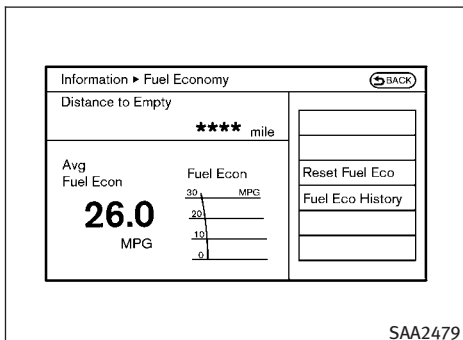 Information ▸ Fuel Economy
BACK
Distance to Empty
**** mile
Avg
Fuel Econ
26.0
MPG
Fuel Econ
30 MPG
20
10
0
Reset Fuel Eco
Fuel Eco History
SAA2479